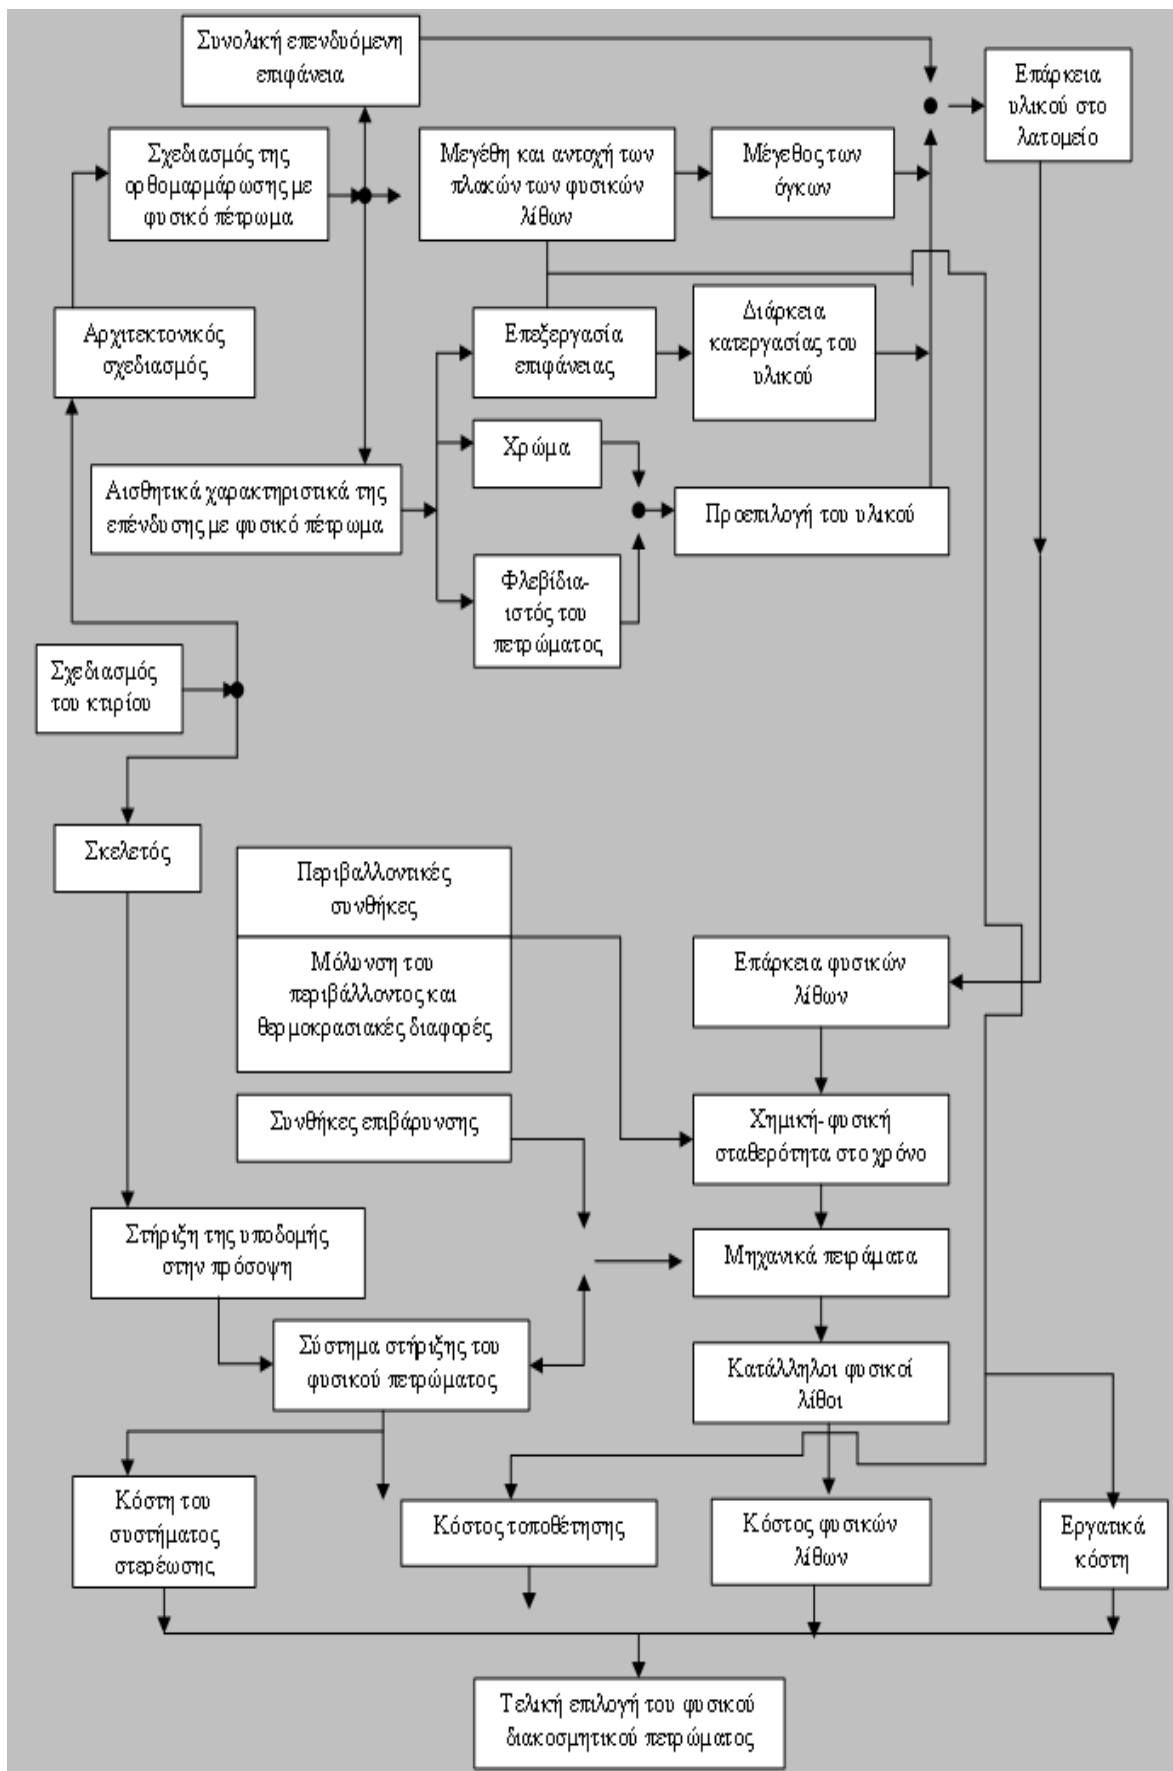 Συνολική επενδυόμενη
επιφάνεια
Επάρκεια
υλικού στο
λατομείο
Σχεδιασμός της
ορθομαρμάρωσης με
φυσικό πέτρωμα
Μεγέθη και αντοχή των
πλακών των φυσικών
λίθων
Μέγεθος των
όγκων
Αρχιτεκτονικός
σχεδιασμός
Επεξεργασία
επιφάνειας
Διάρκεια
κατεργασίας του
υλικού
Χρώμα
Αισθητικά χαρακτηριστικά της
επένδυσης με φυσικό πέτρωμα
Προεπιλογή του υλικού
Φλεβίδια-
ιστός του
πετρώματος
Σχεδιασμός
του κτιρίου
Σκελετός
Περιβαλλοντικές
συνθήκες
Μόλυνση του
περιβάλλοντος και
θερμοκρασιακές διαφορές
Επάρκεια φυσικών
λίθων
Συνθήκες επιβάρυνσης
Χημική-φυσική
σταθερότητα στο χρόνο
Στήριξη της υποδομής
στην πρόσοψη
Μηχανικά πειράματα
Σύστημα στήριξης του
φυσικού πετρώματος
Κατάλληλοι φυσικοί
λίθοι
Κόστη του
συστήματος
στερέωσης
Κόστος τοποθέτησης
Κόστος φυσικών
λίθων
Εργατικά
κόστη
Τελική επιλογή του φυσικού
διακοσμητικού πετρώματος